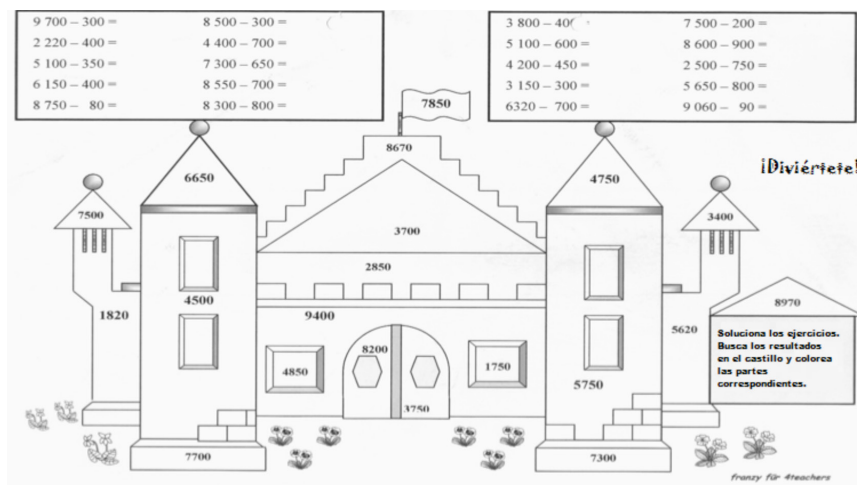 9 700 – 300 = 8 500 – 300 =
2 220 – 400 = 4 400 – 700 =
5 100 – 350 = 7 300 – 650 =
6 150 – 400 = 8 550 – 700 =
8 750 – 80 = 8 300 – 800 =
3 800 – 400 7 500 – 200 =
5 100 – 600 = 8 600 – 900 =
4 200 – 450 = 2 500 – 750 =
3 150 – 300 = 5 650 – 800 =
6320 – 700 = 9 060 – 90 =
7850
8670
¡Diviértete!
6650
4750
7500
3400
3700
2850
4500
8970
1820
9400
5620
Soluciona los ejercicios.
Busca los resultados
en el castillo y colorea
las partes
correspondientes.
8200
4850
1750
5750
3750
7700
7300
franzy für 4teachers